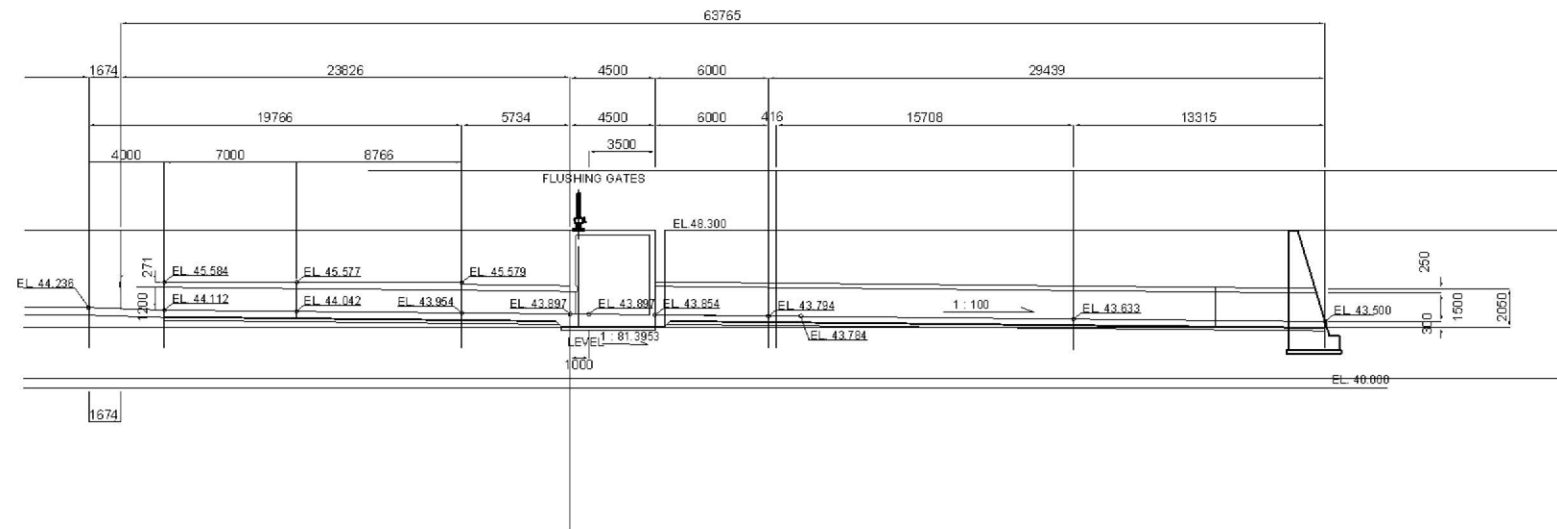 63765
1674 23826 4500 6000 29439
19766 5734 4500 6000 416 15708 13315
3500
4000 7000 8766
FLUSHING GATES
EL.48.300
271
250
EL. 45.584 EL. 45.577 EL. 45.579
EL. 44.236
1200
EL. 44.112 EL. 44.042 EL. 43.954 EL. 43.897 EL. 43.897 EL. 43.854 EL. 43.794 1 : 100 EL. 43.633 EL. 43.500
1500
2050
300
LEVEL 1 : 81.3953
EL. 43.784
1000
EL. 40.000
1674